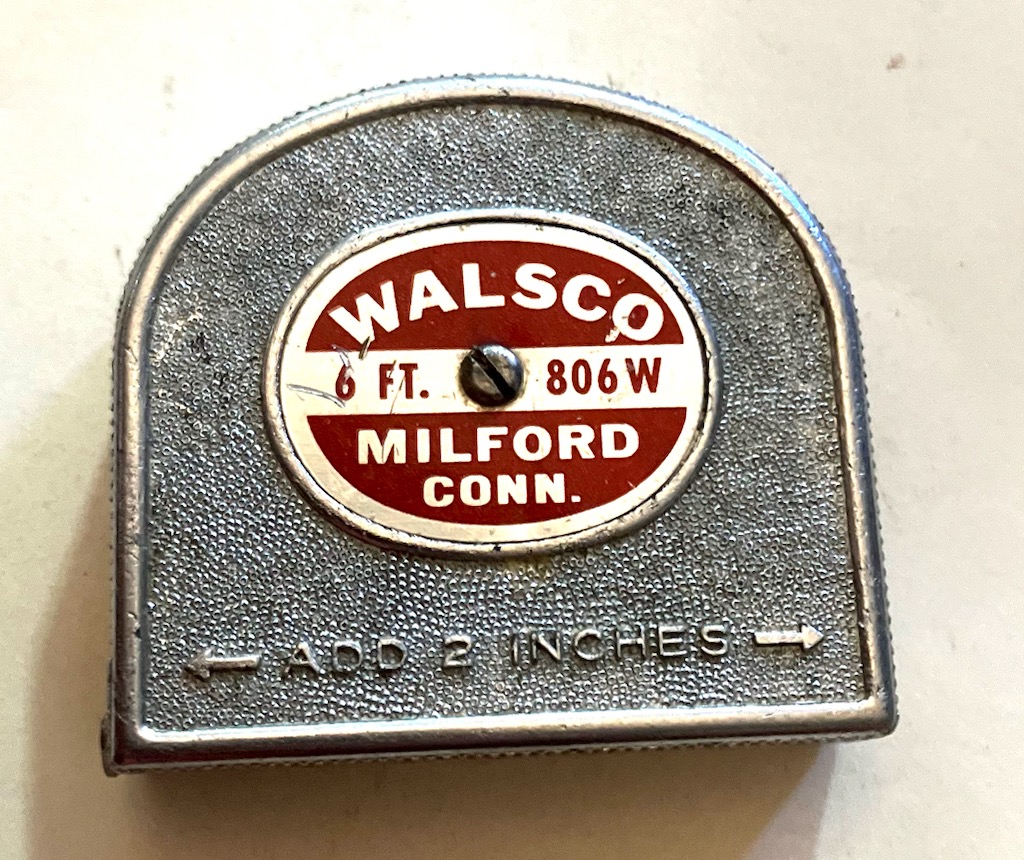 WALSCO
6 FT. 806W
MILFORD
CONN.
ADD 2 INCHES